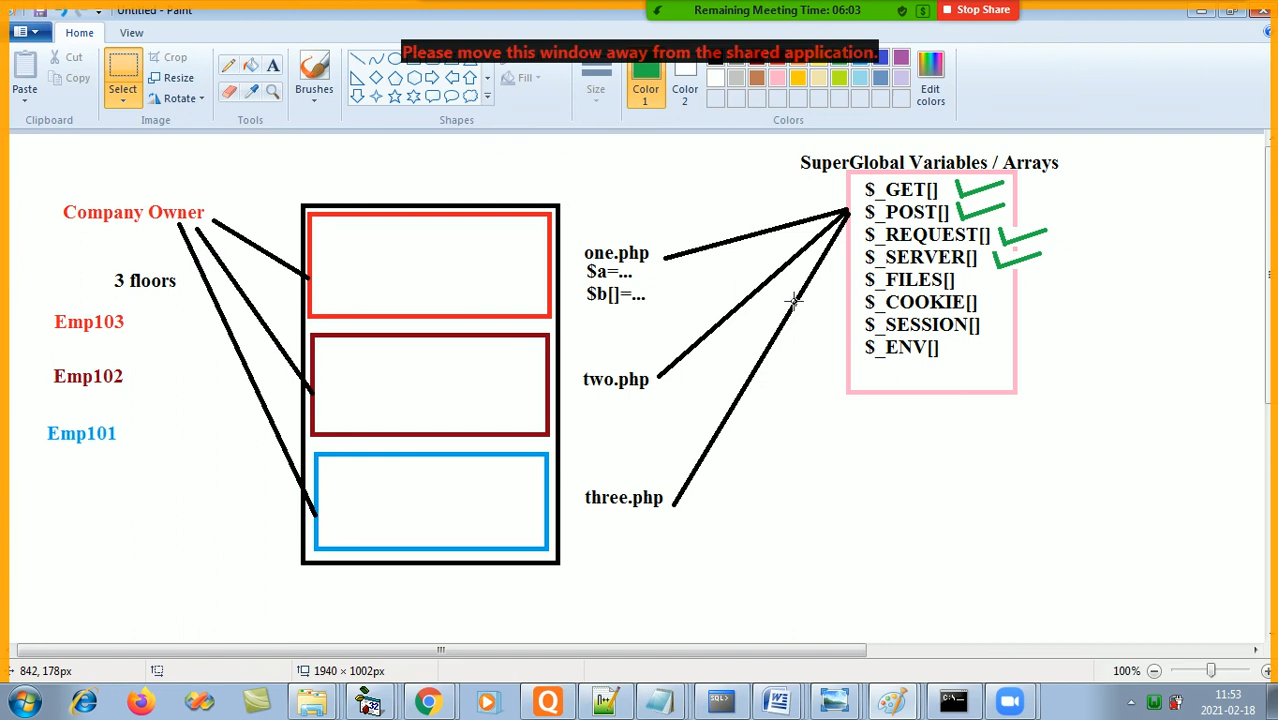 Untitled - Paint
Remaining Meeting Time: 06:03
$
Stop Share
Home
View
Please move this window away from the shared application.
Paste
Cut
Copy
Clipboard
Select
Crop
Resize
Rotate
Image
A
Tools
Brushes
Shapes
Fill
Size
Color 1
Color 2
Edit colors
Colors
SuperGlobal Variables / Arrays
$_GET[]
$_POST[]
$_REQUEST[]
$_SERVER[]
$_FILES[]
$_COOKIE[]
$_SESSION[]
$_ENV[]
Company Owner
3 floors
Emp103
Emp102
Emp101
one.php
$a=...
$b[]=...
two.php
three.php
842, 178px
1940 × 1002px
100%
32
Q
n++
SQL>
W
C:\.
11:53
2021-02-18